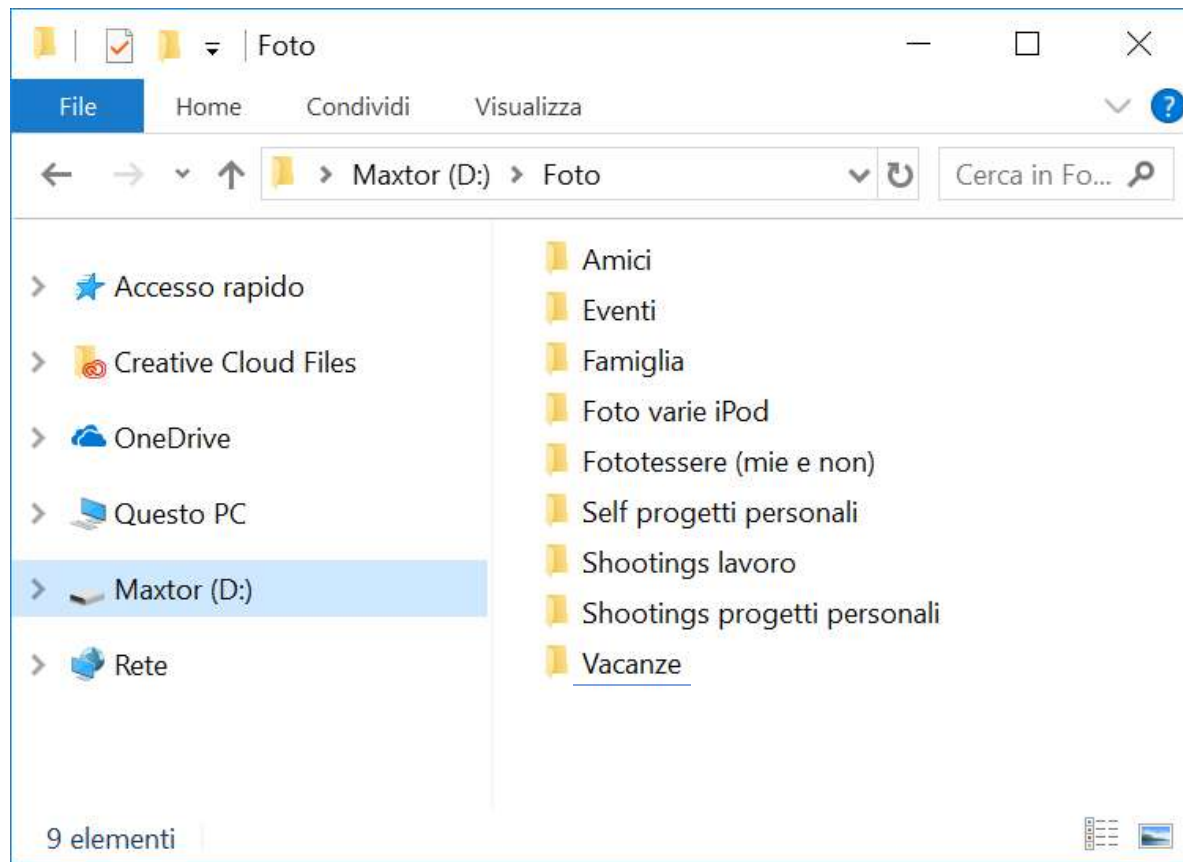 Foto
File Home Condividi Visualizza ?
Maxtor (D:) Foto Cerca in Fo...
Accesso rapido
Creative Cloud Files
OneDrive
Questo PC
Maxtor (D:)
Rete
Amici
Eventi
Famiglia
Foto varie iPod
Fototessere (mie e non)
Self progetti personali
Shootings lavoro
Shootings progetti personali
Vacanze
9 elementi